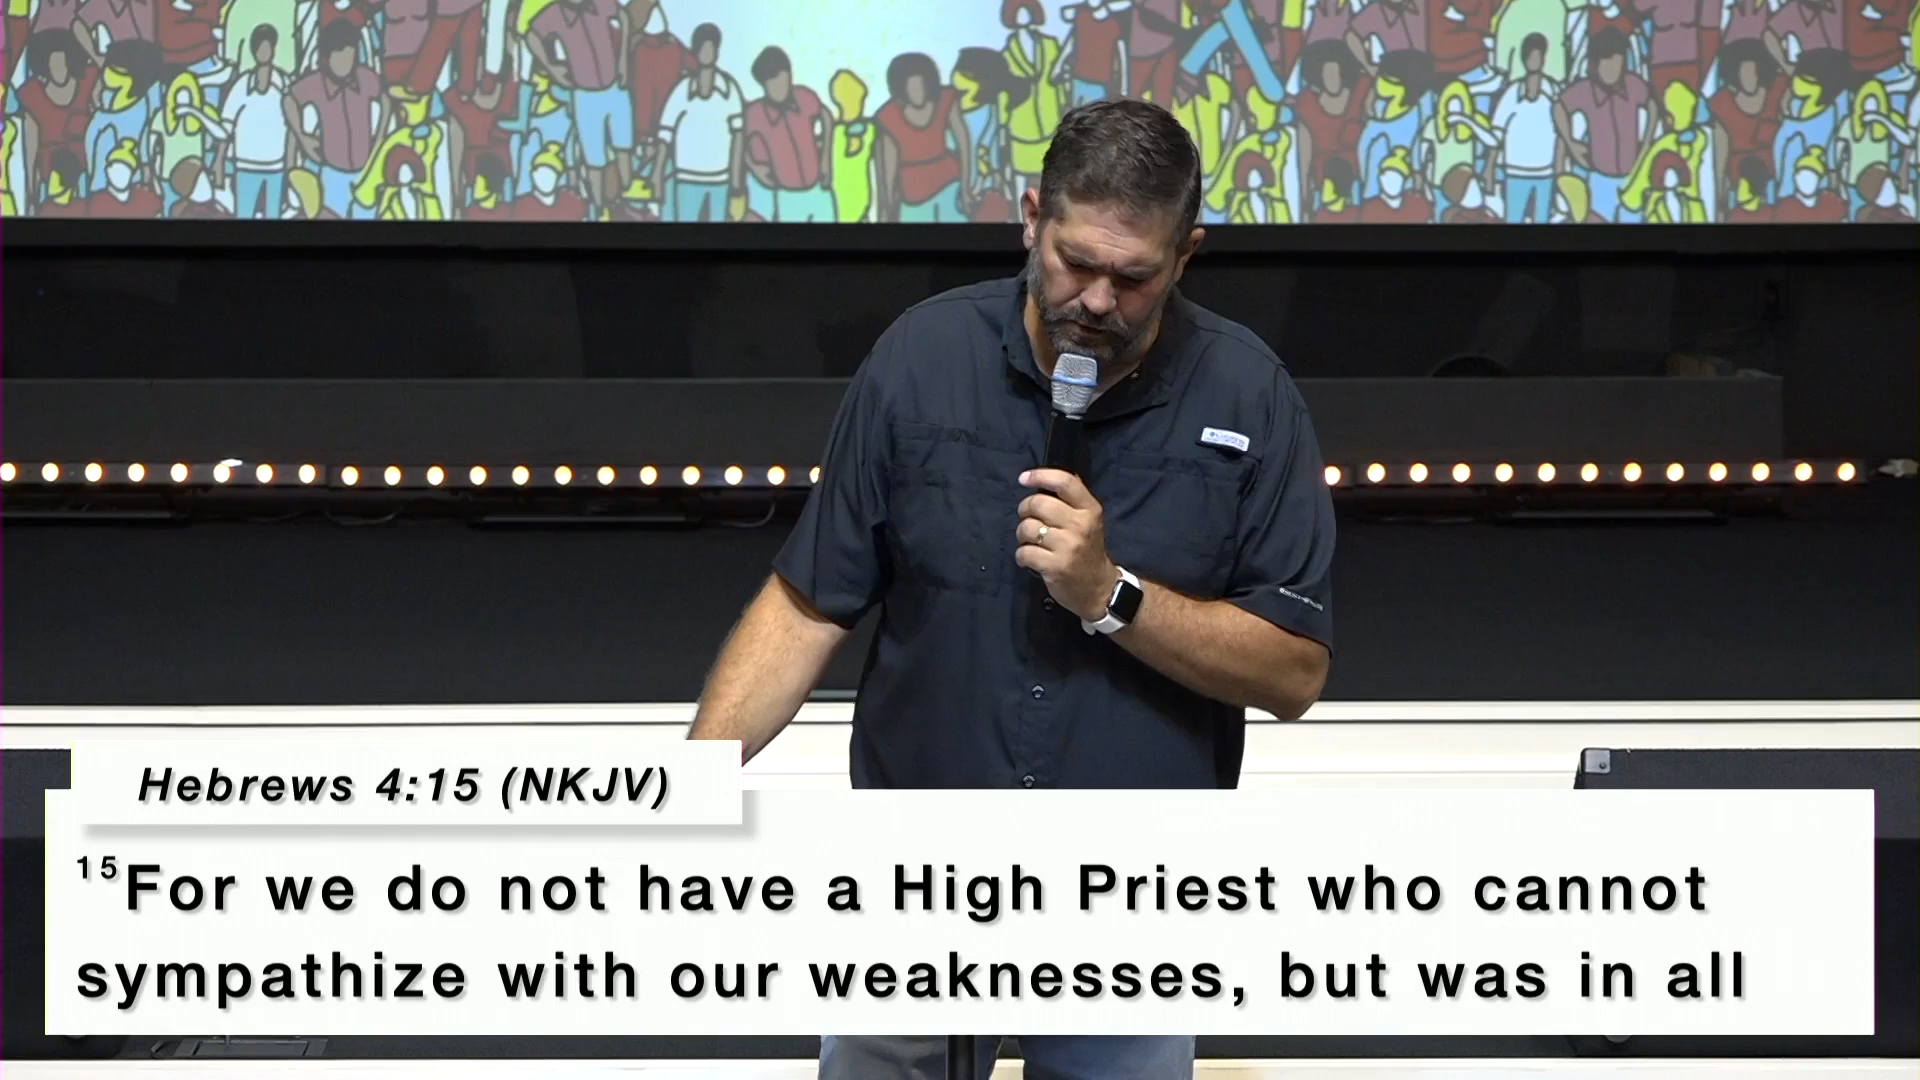 Hebrews 4:15 (NKJV)
15For we do not have a High Priest who cannot
sympathize with our weaknesses, but was in all